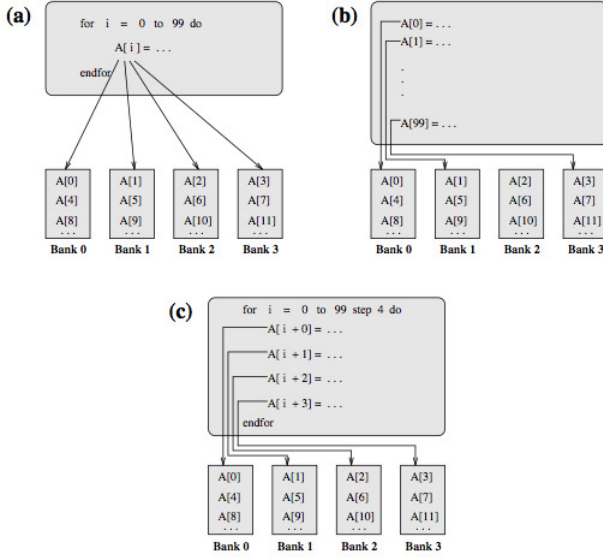 (a)
for i = 0 to 99 do
A[ i ] = ...
endfor
A[0] A[1] A[2] A[3]
A[4] A[5] A[6] A[7]
A[8] A[9] A[10] A[11]
... ... ... ...
Bank 0 Bank 1 Bank 2 Bank 3
(b)
A[0] = ...
A[1] = ...
.
.
.
A[99] = ...
A[0] A[1] A[2] A[3]
A[4] A[5] A[6] A[7]
A[8] A[9] A[10] A[11]
... ... ... ...
Bank 0 Bank 1 Bank 2 Bank 3
(c)
for i = 0 to 99 step 4 do
A[ i + 0] = ...
A[ i + 1] = ...
A[ i + 2] = ...
A[ i + 3] = ...
endfor
A[0] A[1] A[2] A[3]
A[4] A[5] A[6] A[7]
A[8] A[9] A[10] A[11]
... ... ... ...
Bank 0 Bank 1 Bank 2 Bank 3